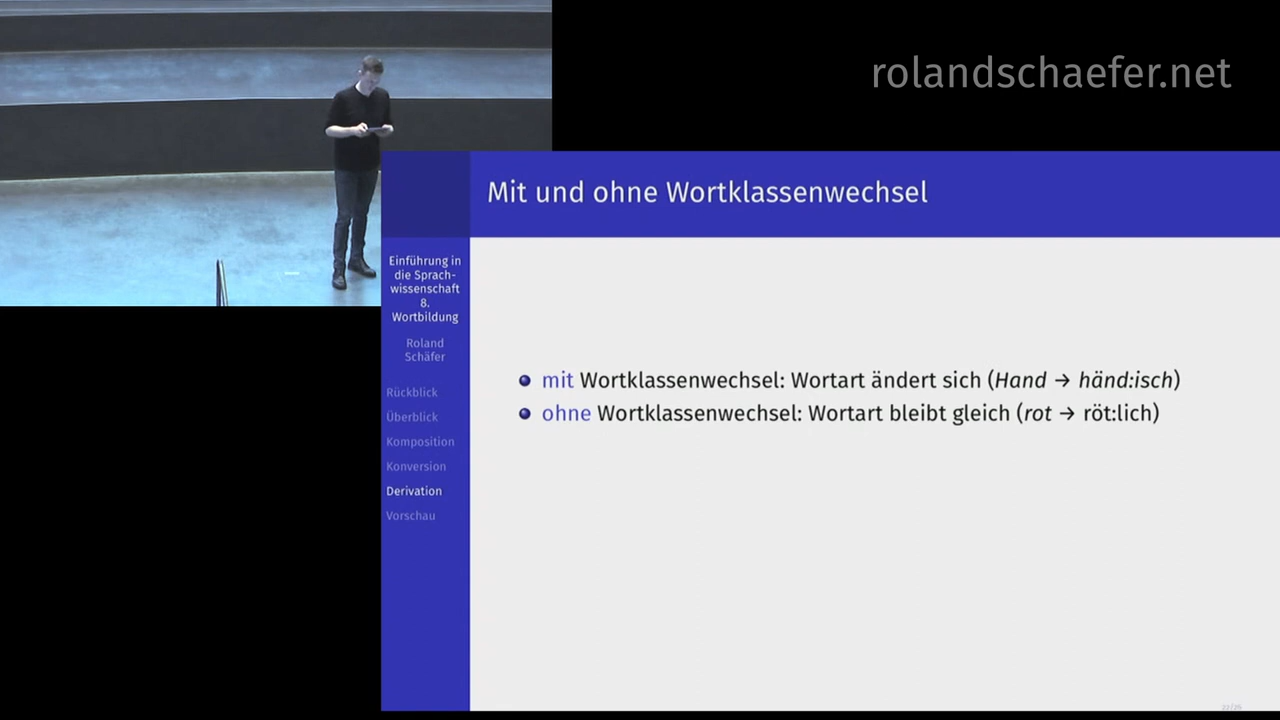 rolandschaefer.net
Mit und ohne Wortklassenwechsel
Einführung in
die Sprach-
wissenschaft
8.
Wortbildung
Roland
Schäfer
Rückblick
Überblick
Komposition
Konversion
Derivation
Vorschau
mit Wortklassenwechsel: Wortart ändert sich (Hand → händ:isch)
ohne Wortklassenwechsel: Wortart bleibt gleich (rot → röt:lich)